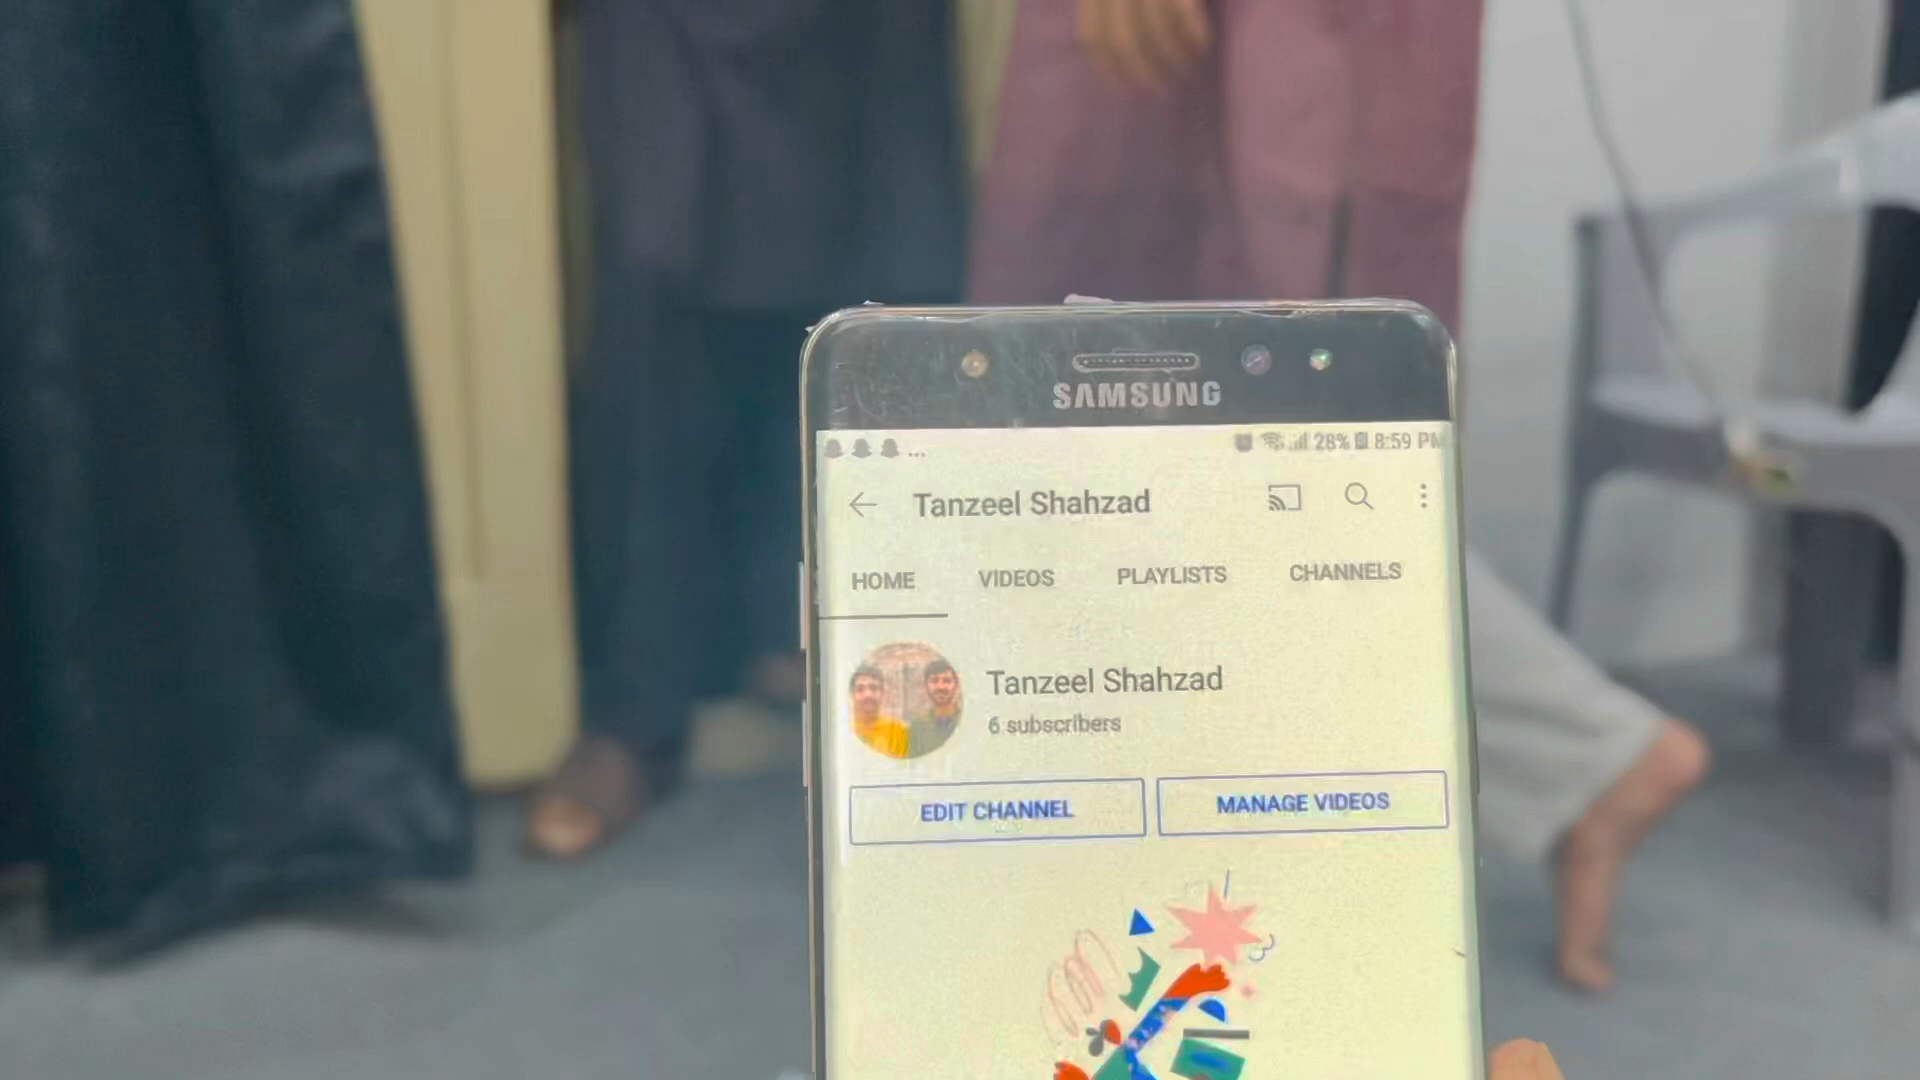 SAMSUNG
... 28% 8:59 PM
Tanzeel Shahzad
HOME VIDEOS PLAYLISTS CHANNELS
Tanzeel Shahzad
6 subscribers
EDIT CHANNEL MANAGE VIDEOS